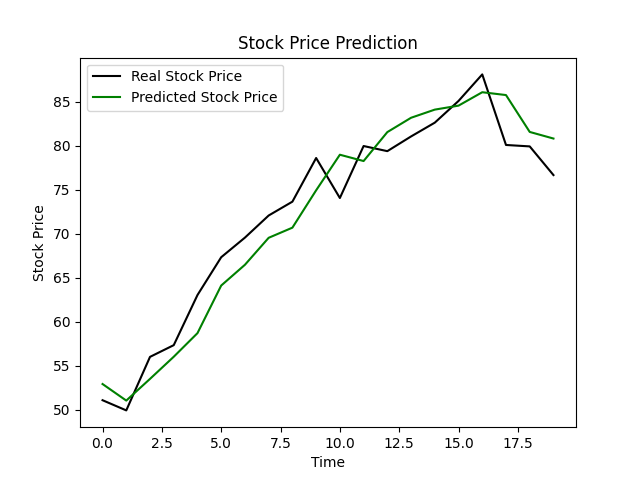 Stock Price Prediction
Real Stock Price
Predicted Stock Price
85
80
75
70
65
60
55
50
Stock Price
0.0 2.5 5.0 7.5 10.0 12.5 15.0 17.5
Time